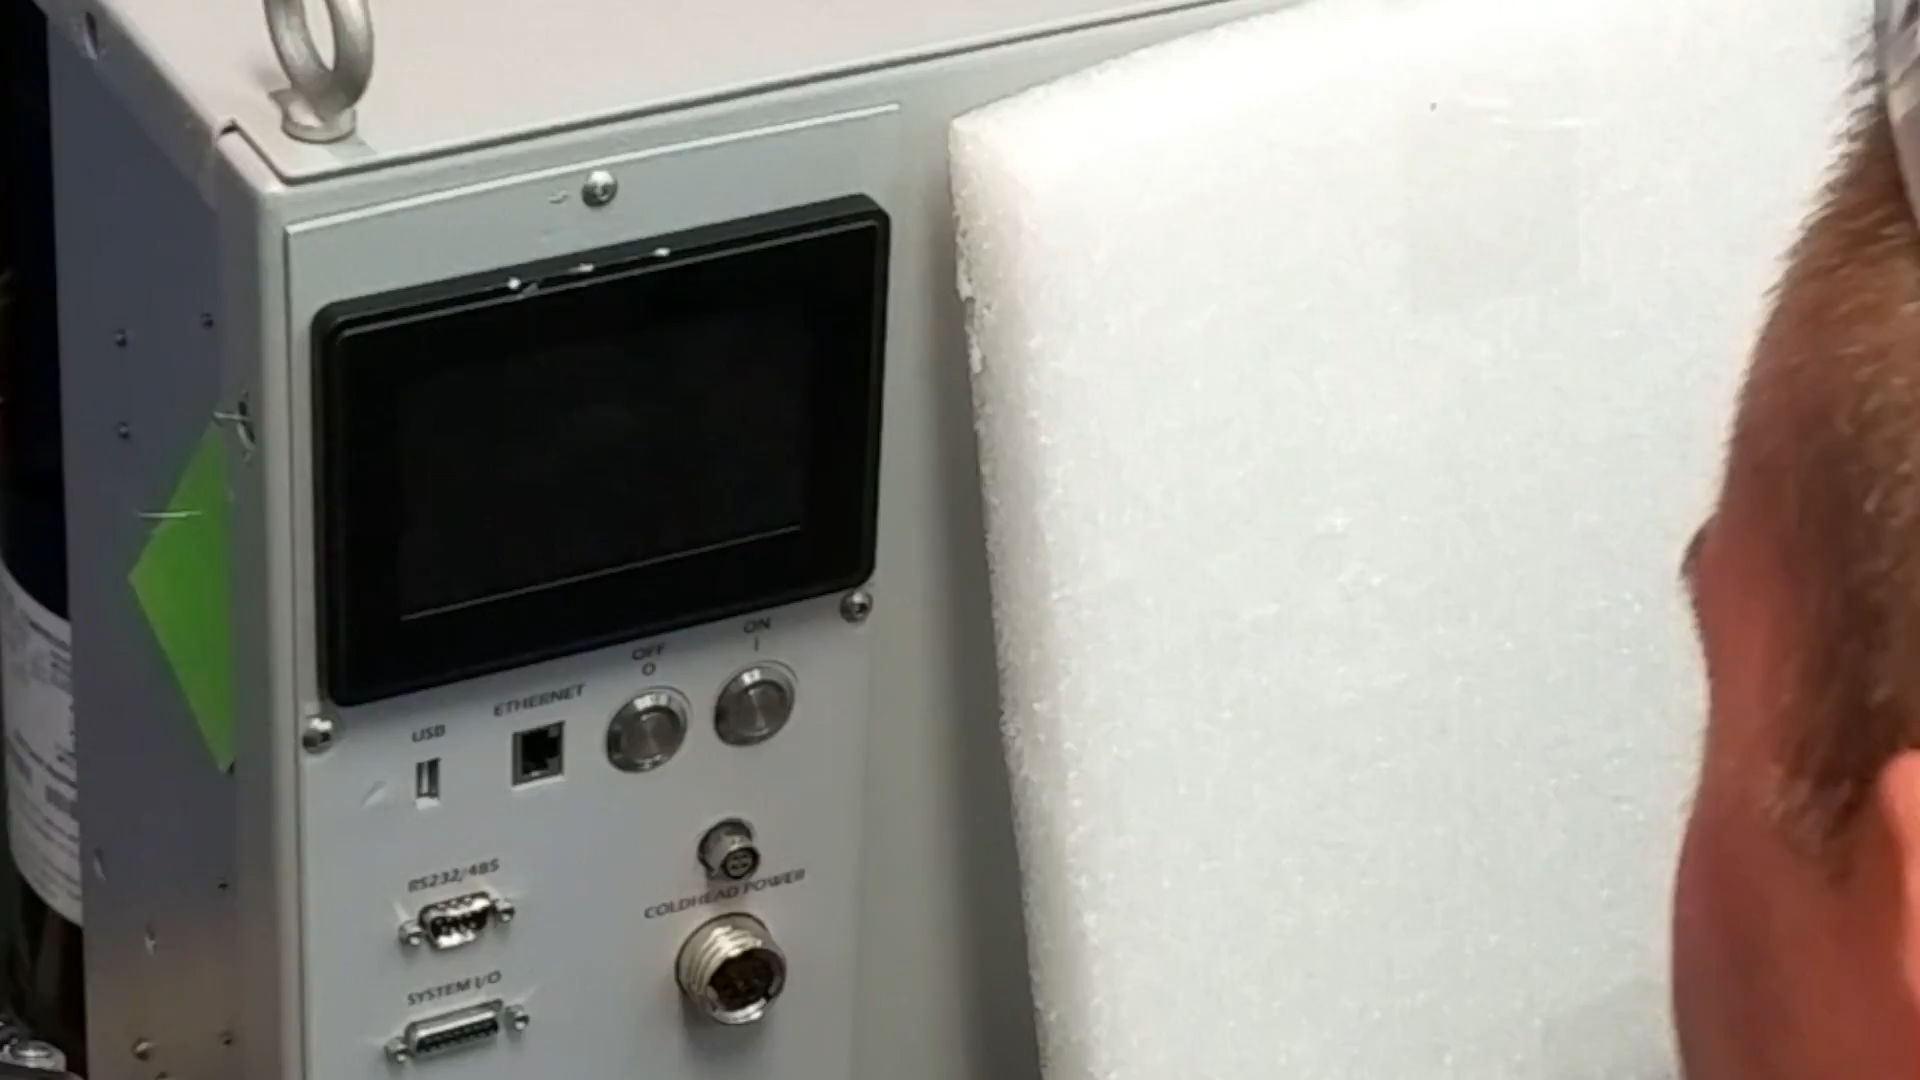 ON
I
OFF
O
ETHERNET
USB
RS232/485
COLDHEAD POWER
SYSTEM I/O